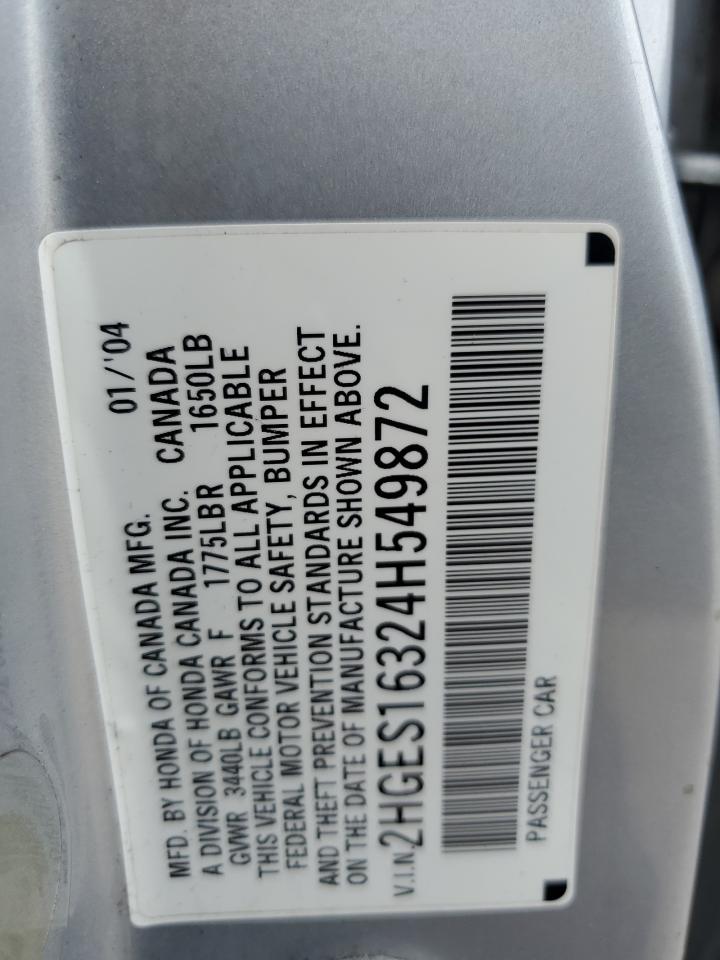 MFD. BY HONDA OF CANADA MFG. 01/'04
A DIVISION OF HONDA CANADA INC. CANADA
GVWR 3440LB GAWR F 1775LBR 1650LB
THIS VEHICLE CONFORMS TO ALL APPLICABLE
FEDERAL MOTOR VEHICLE SAFETY, BUMPER
AND THEFT PREVENTION STANDARDS IN EFFECT
ON THE DATE OF MANUFACTURE SHOWN ABOVE.
V.I.N. 2HGES16324H549872
PASSENGER CAR